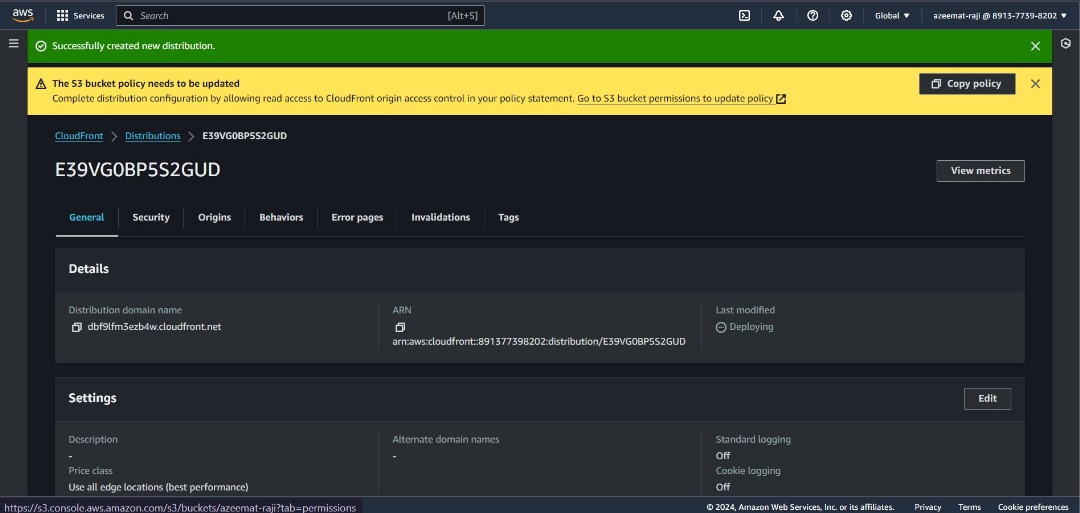 aws
Services
Search
[Alt+S]
Global ▼
azeemat-raji @ 8913-7739-8202 ▼
Successfully created new distribution.
The S3 bucket policy needs to be updated
Complete distribution configuration by allowing read access to CloudFront origin access control in your policy statement. Go to S3 bucket permissions to update policy
Copy policy
CloudFront > Distributions > E39VG0BP5S2GUD
E39VG0BP5S2GUD
View metrics
General Security Origins Behaviors Error pages Invalidations Tags
Details
Distribution domain name
dbf9lfm3ezb4w.cloudfront.net
ARN
arn:aws:cloudfront::891377398202:distribution/E39VG0BP5S2GUD
Last modified
Deploying
Settings
Edit
Description
-
Price class
Use all edge locations (best performance)
Alternate domain names
-
Standard logging
Off
Cookie logging
Off
https://s3.console.aws.amazon.com/s3/buckets/azeemat-raji?tab=permissions
© 2024, Amazon Web Services, Inc. or its affiliates.
Privacy Terms Cookie preferences